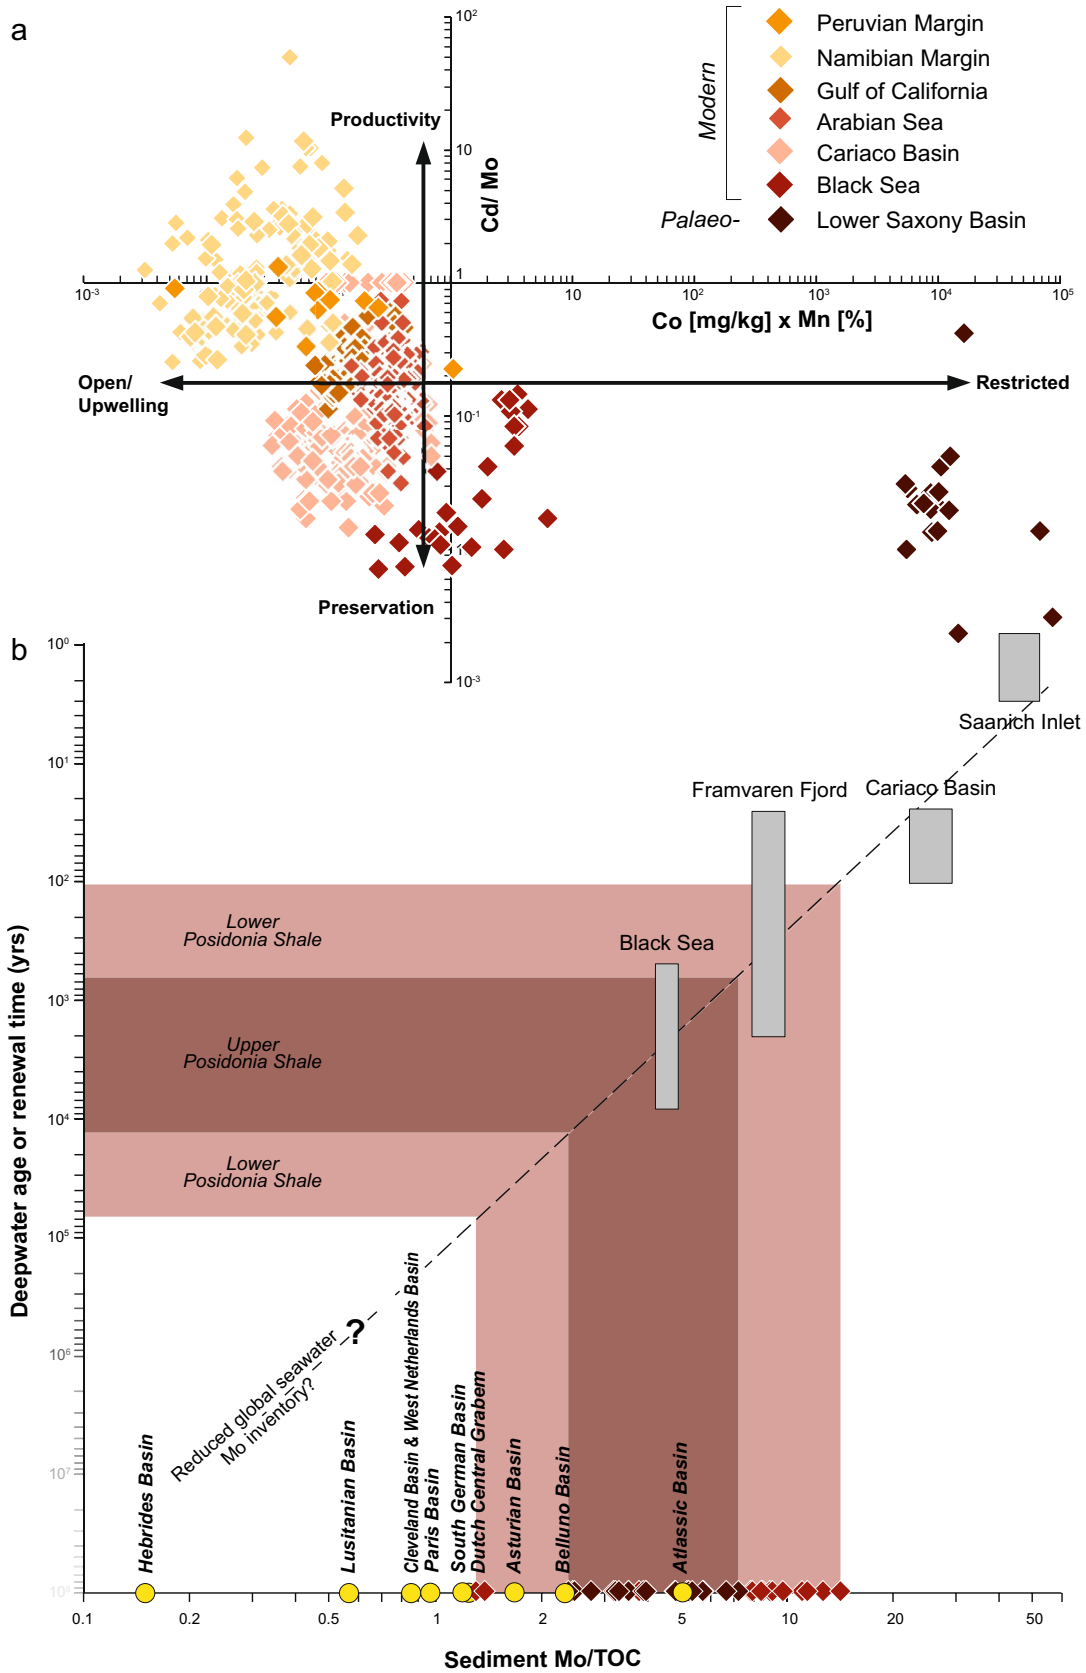 a
10²
Modern
Peruvian Margin
Namibian Margin
Gulf of California
Arabian Sea
Cariaco Basin
Black Sea
Palaeo-
Lower Saxony Basin
Productivity
10
Cd/ Mo
1
10⁻³
10
10²
10³
10⁴
10⁵
Co [mg/kg] x Mn [%]
Open/
Upwelling
Restricted
10⁻¹
Preservation
10⁻³
b
10⁰
10¹
10²
10³
10⁴
10⁵
10⁶
10⁷
10⁸
Deepwater age or renewal time (yrs)
Saanich Inlet
Framvaren Fjord
Cariaco Basin
Black Sea
Lower
Posidonia Shale
Upper
Posidonia Shale
Lower
Posidonia Shale
?
Reduced global seawater
Mo inventory?
Hebrides Basin
Lusitanian Basin
Cleveland Basin & West Netherlands Basin
Paris Basin
South German Basin
Dutch Central Grabem
Asturian Basin
Belluno Basin
Atlassic Basin
0.1
0.2
0.5
1
2
5
10
20
50
Sediment Mo/TOC